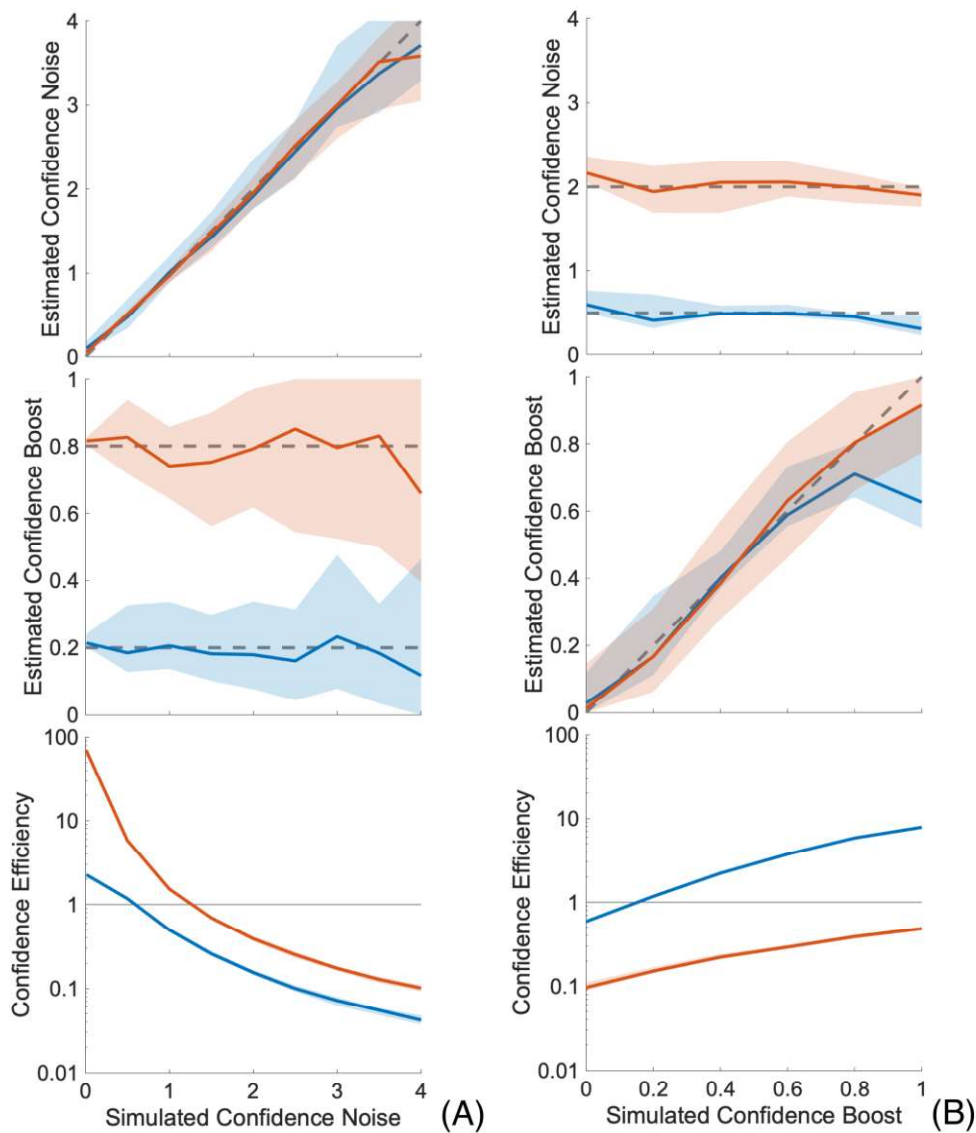 Estimated Confidence Noise
4
3
2
1
0
Estimated Confidence Noise
4
3
2
1
0
Estimated Confidence Boost
1
0.8
0.6
0.4
0.2
0
Estimated Confidence Boost
1
0.8
0.6
0.4
0.2
0
Confidence Efficiency
100
10
1
0.1
0.01
0 1 2 3 4
Simulated Confidence Noise
(A)
Confidence Efficiency
100
10
1
0.1
0.01
0 0.2 0.4 0.6 0.8 1
Simulated Confidence Boost
(B)